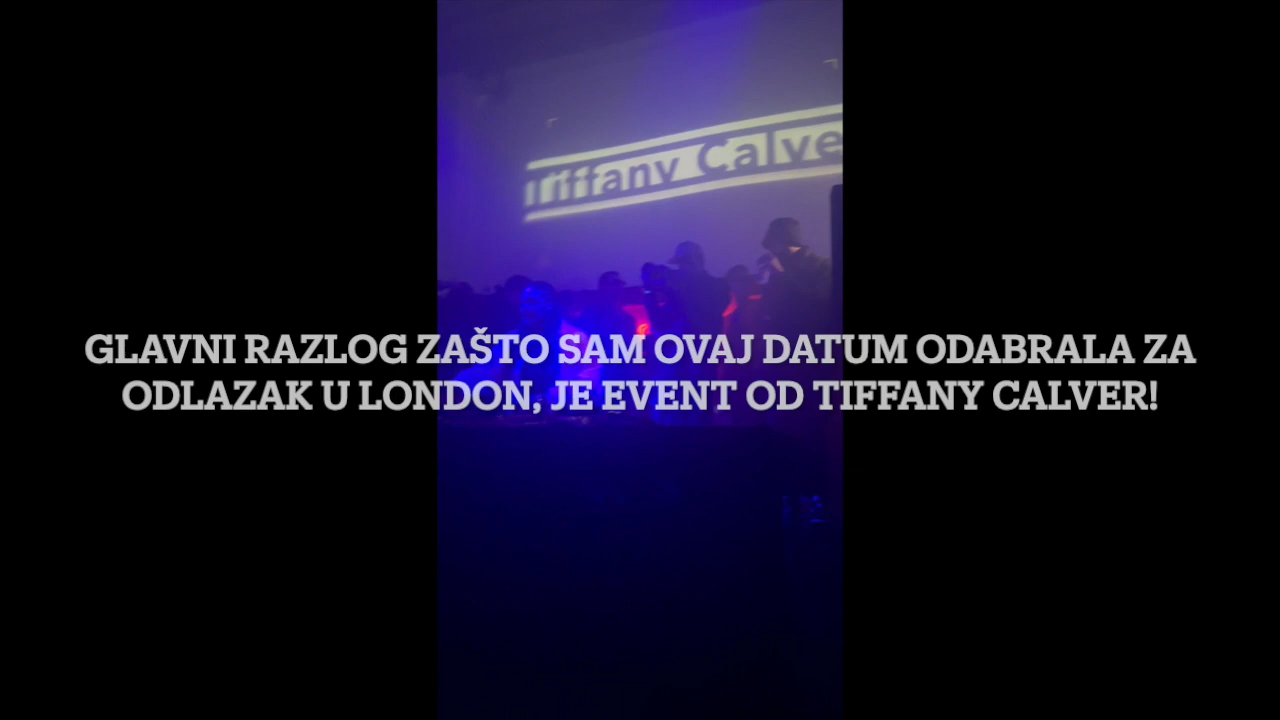 Tiffany Calve
GLAVNI RAZLOG ZAŠTO SAM OVAJ DATUM ODABRALA ZA
ODLAZAK U LONDON, JE EVENT OD TIFFANY CALVER!